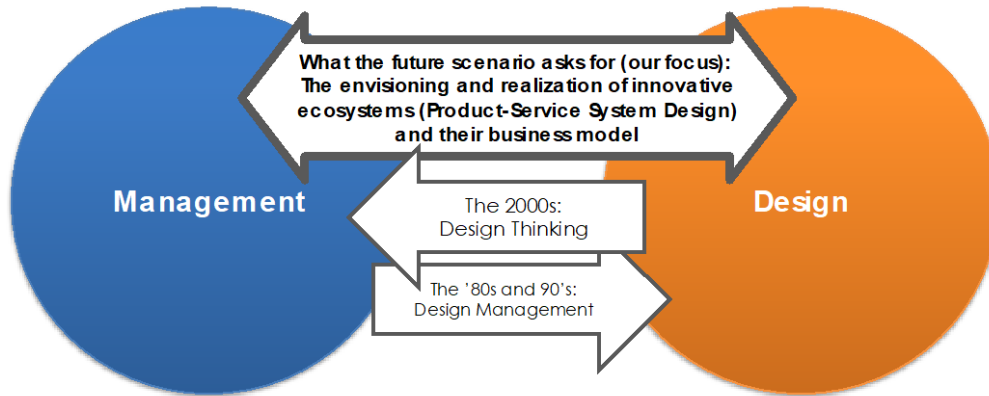 What the future scenario asks for (our focus):
The envisioning and realization of innovative
ecosystems (Product-Service System Design)
and their business model
Management
Design
The 2000s:
Design Thinking
The ’80s and 90’s:
Design Management